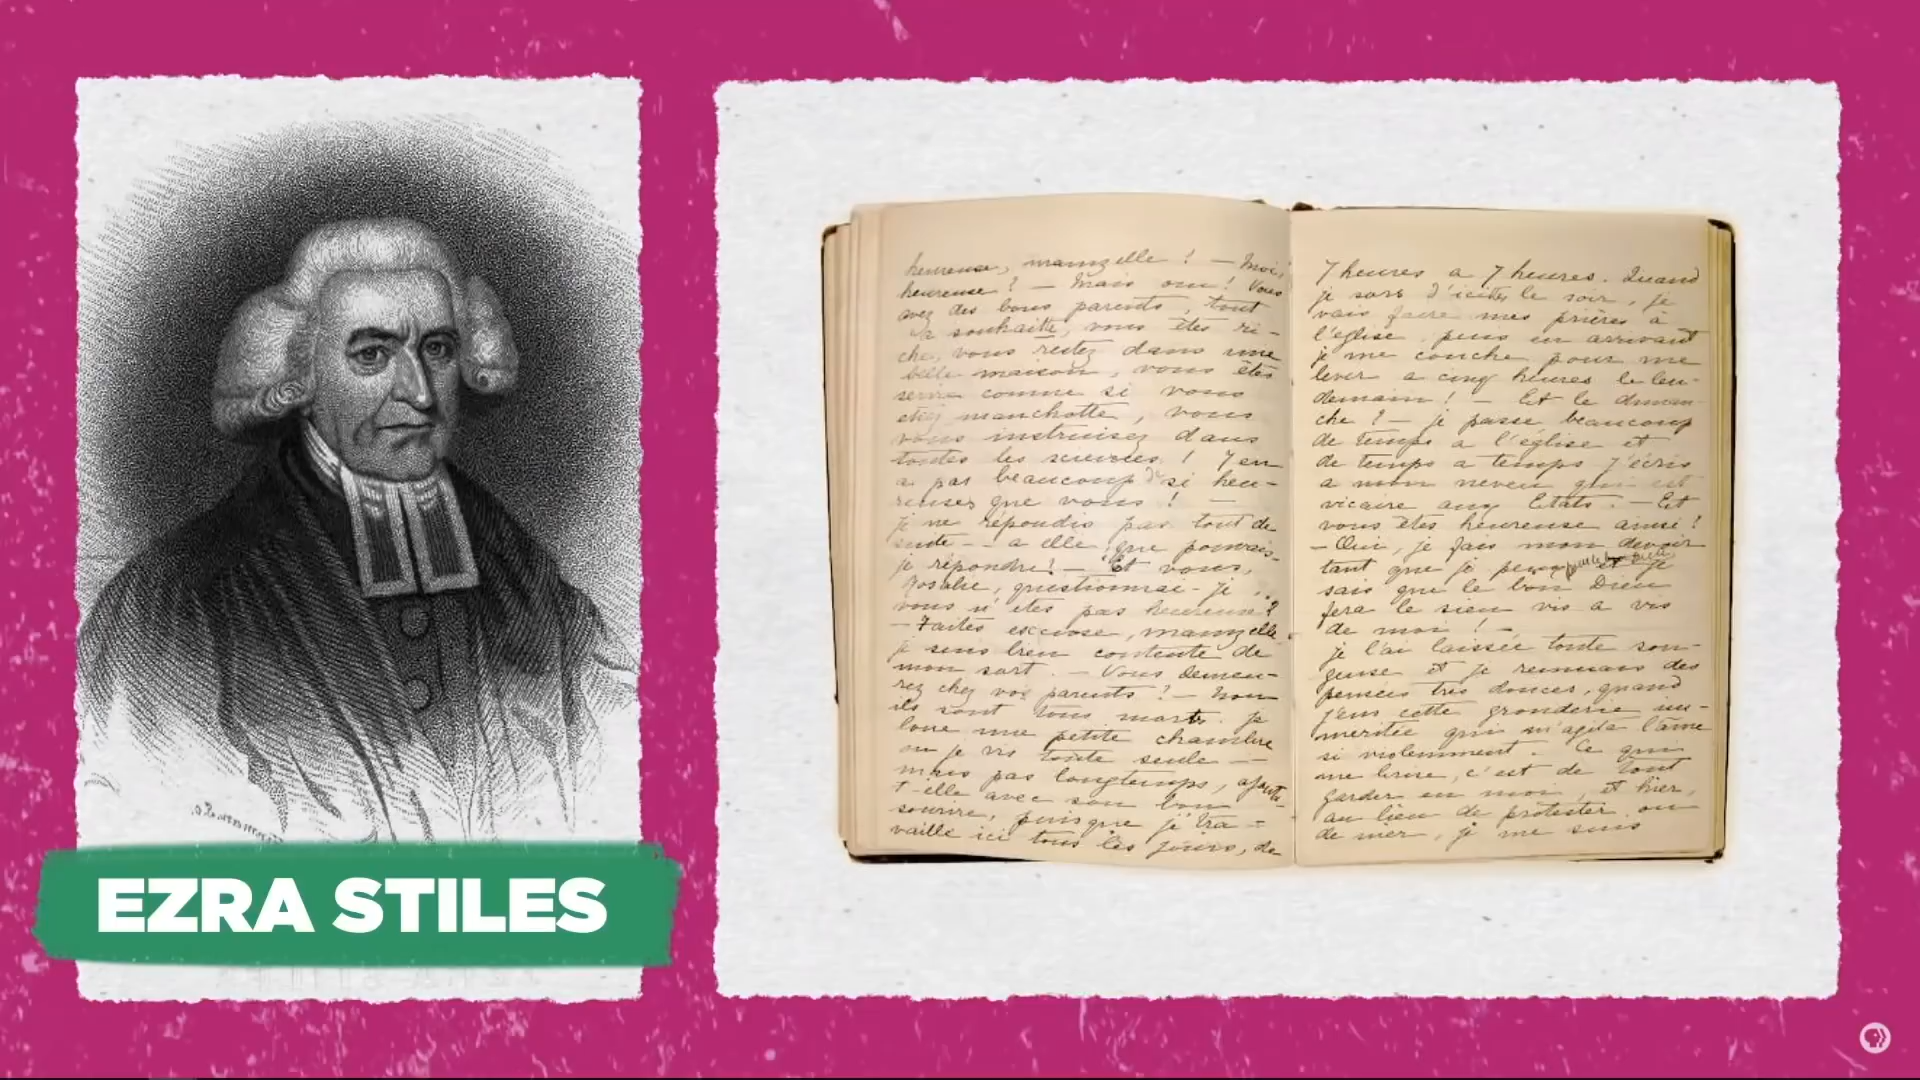 EZRA STILES
heureuse, mamzelle ! — Moi,
heureuse ? — Mais oui ! Vous
avez des bons parents, tout
à souhaite, vous êtes ri-
che, vous restez dans une
belle maison, vous êtes
servie comme si vous
étiez manchotte, vous
vous instruisez dans
toutes les sciences ! Y en
a pas beaucoup de si heu-
reuses que vous ! —
je ne répondis pas tout de
suite — a elle, que pouvais-
je répondre ! — Et vous,
Rosalie, questionnai-je
vous n'êtes pas heureuse ?
— Faites excuse, mamzelle
je suis bien contente de
mon sort. — Vous demeu-
rez chez vos parents ? — Non
ils sont tous morts. je
loue une petite chambre
ou je vis toute seule —
mais pas longtemps, ajouta-
t-elle avec son bon
sourire, puisque je tra-
vaille ici tous les jours, de
7 heures a 7 heures. Quand
je sors d'ici le soir, je
vais faire mes prières à
l'église, puis en arrivant
je me couche pour me
lever a cinq heures le len-
demain ! — Et le diman-
che ? — je passe beaucoup
de temps a l'église et
de temps a temps j'écris
a mon neveu qui est
vicaire aux Etats. — Et
vous êtes heureuse ainsi !
— Oui, je fais mon devoir
tant que je peux et je
sais que le bon Dieu
fera le sien vis a vis
de moi ! —
je l'ai laissée toute son-
geuse et je remuais des
pensées très douces, quand
j'eus cette gronderie im-
méritée qui m'agita l'âme
si violemment. Ce qui
me brise, c'est de tout
garder en moi, et hier,
au lieu de protester ou
de nier, je me suis